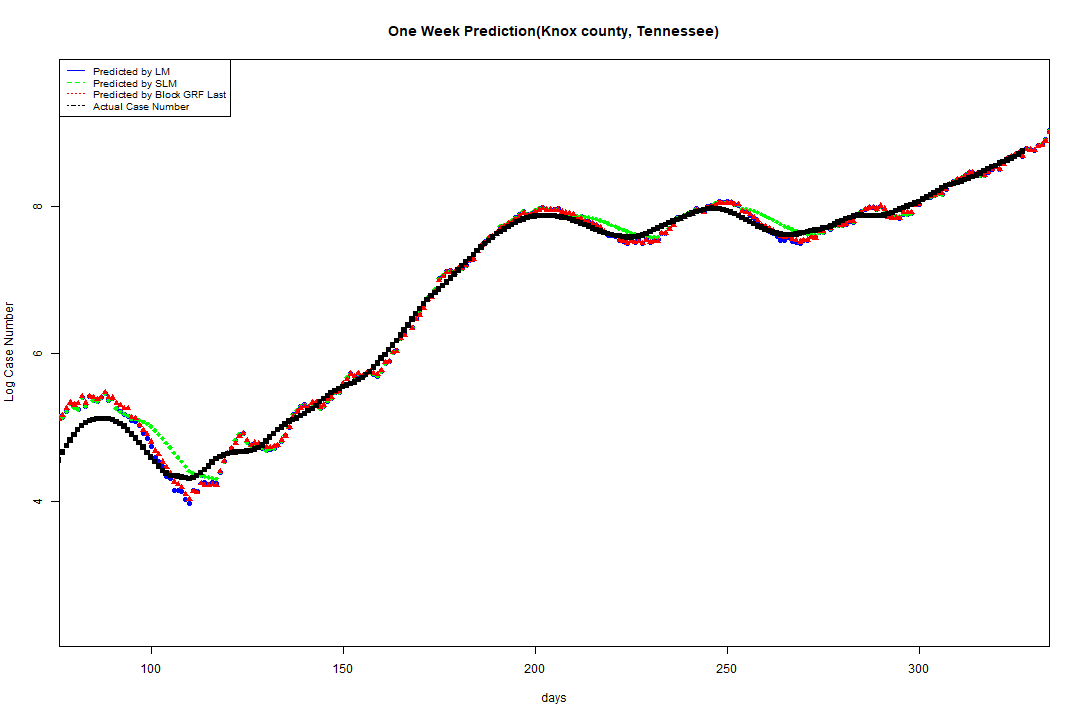 One Week Prediction(Knox county, Tennessee)
Predicted by LM
Predicted by SLM
Predicted by Block GRF Last
Actual Case Number
8
6
4
Log Case Number
100 150 200 250 300
days